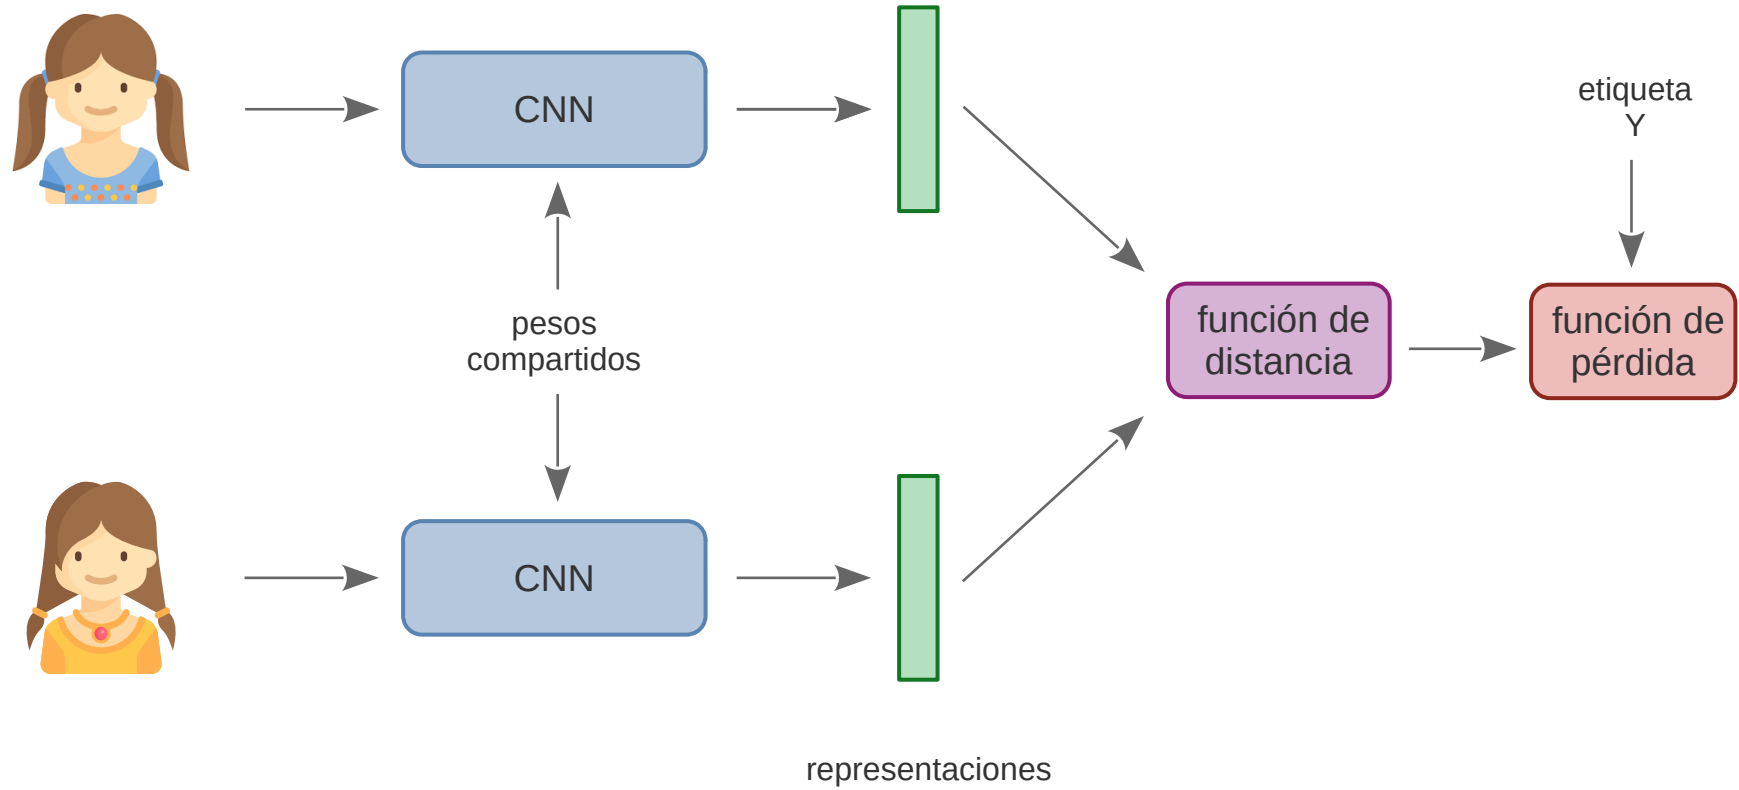 CNN
etiqueta
Y
pesos
compartidos
función de
distancia
función de
pérdida
CNN
representaciones